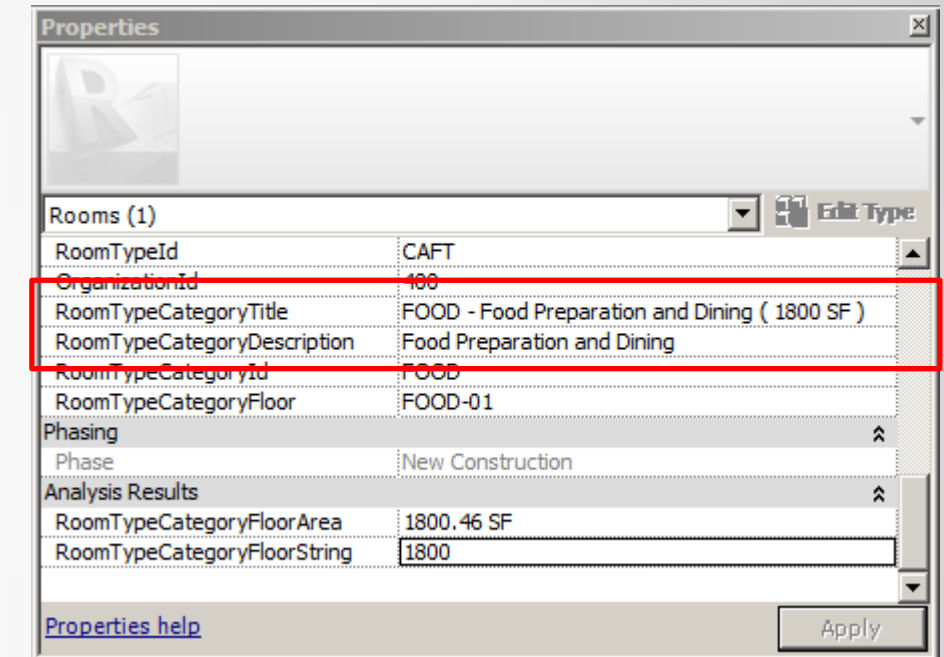 Properties
Rooms (1)
Edit Type
RoomTypeId CAFT
OrganizationId 400
RoomTypeCategoryTitle FOOD - Food Preparation and Dining ( 1800 SF )
RoomTypeCategoryDescription Food Preparation and Dining
RoomTypeCategoryId FOOD
RoomTypeCategoryFloor FOOD-01
Phasing
Phase New Construction
Analysis Results
RoomTypeCategoryFloorArea 1800.46 SF
RoomTypeCategoryFloorString 1800
Properties help
Apply